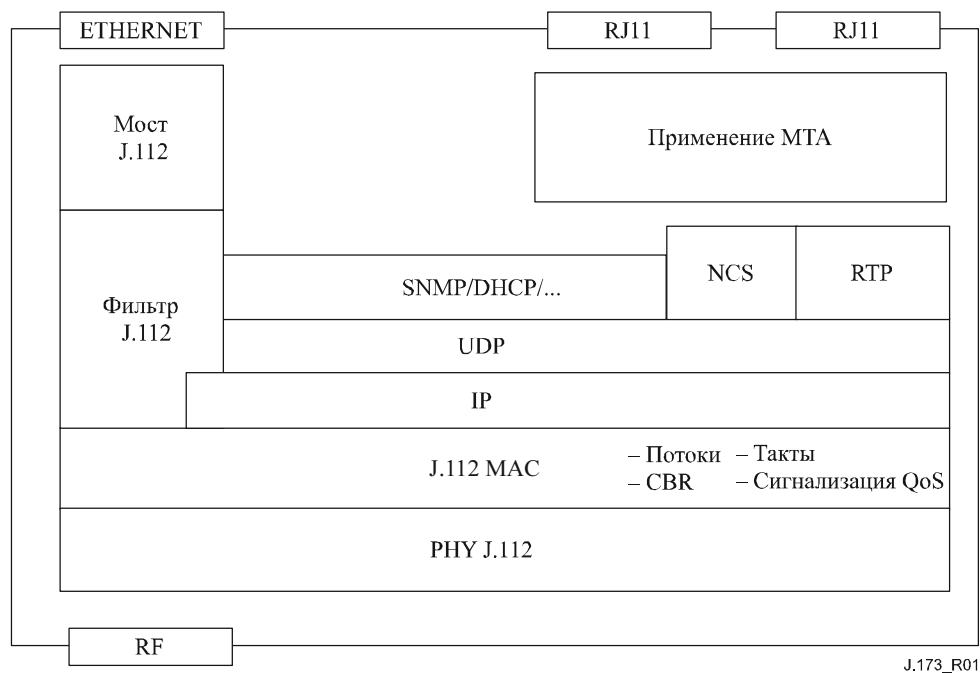 ETHERNET
RJ11
RJ11
Мост
J.112
Применение MTA
Фильтр
J.112
SNMP/DHCP/...
NCS
RTP
UDP
IP
J.112 MAC
– Потоки – Такты
– CBR – Сигнализация QoS
PHY J.112
RF
J.173_R01